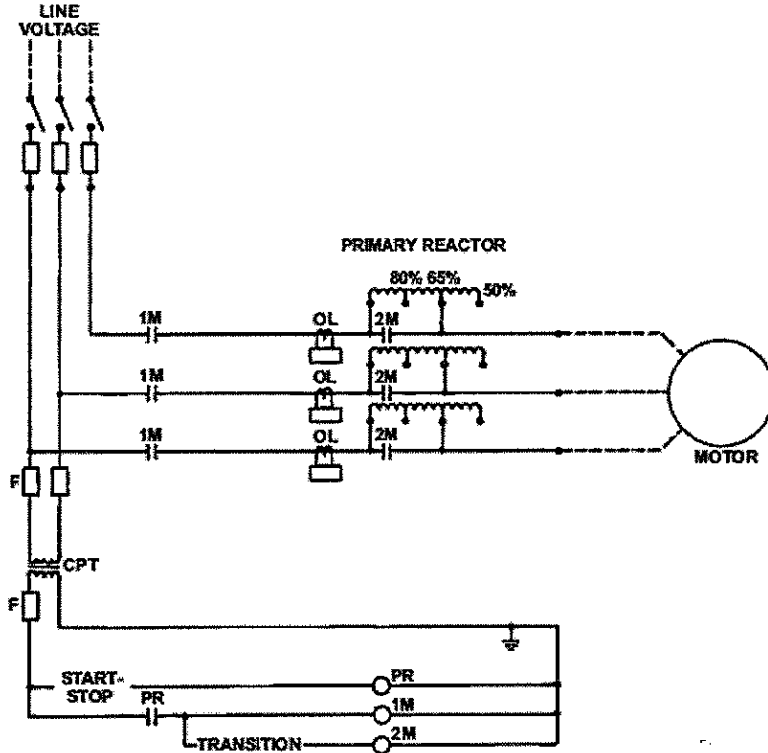 LINE
VOLTAGE
PRIMARY REACTOR
80% 65%
50%
1M
OL
2M
1M
OL
2M
1M
OL
2M
MOTOR
F
CPT
F
START-
STOP
PR
PR
1M
TRANSITION
2M